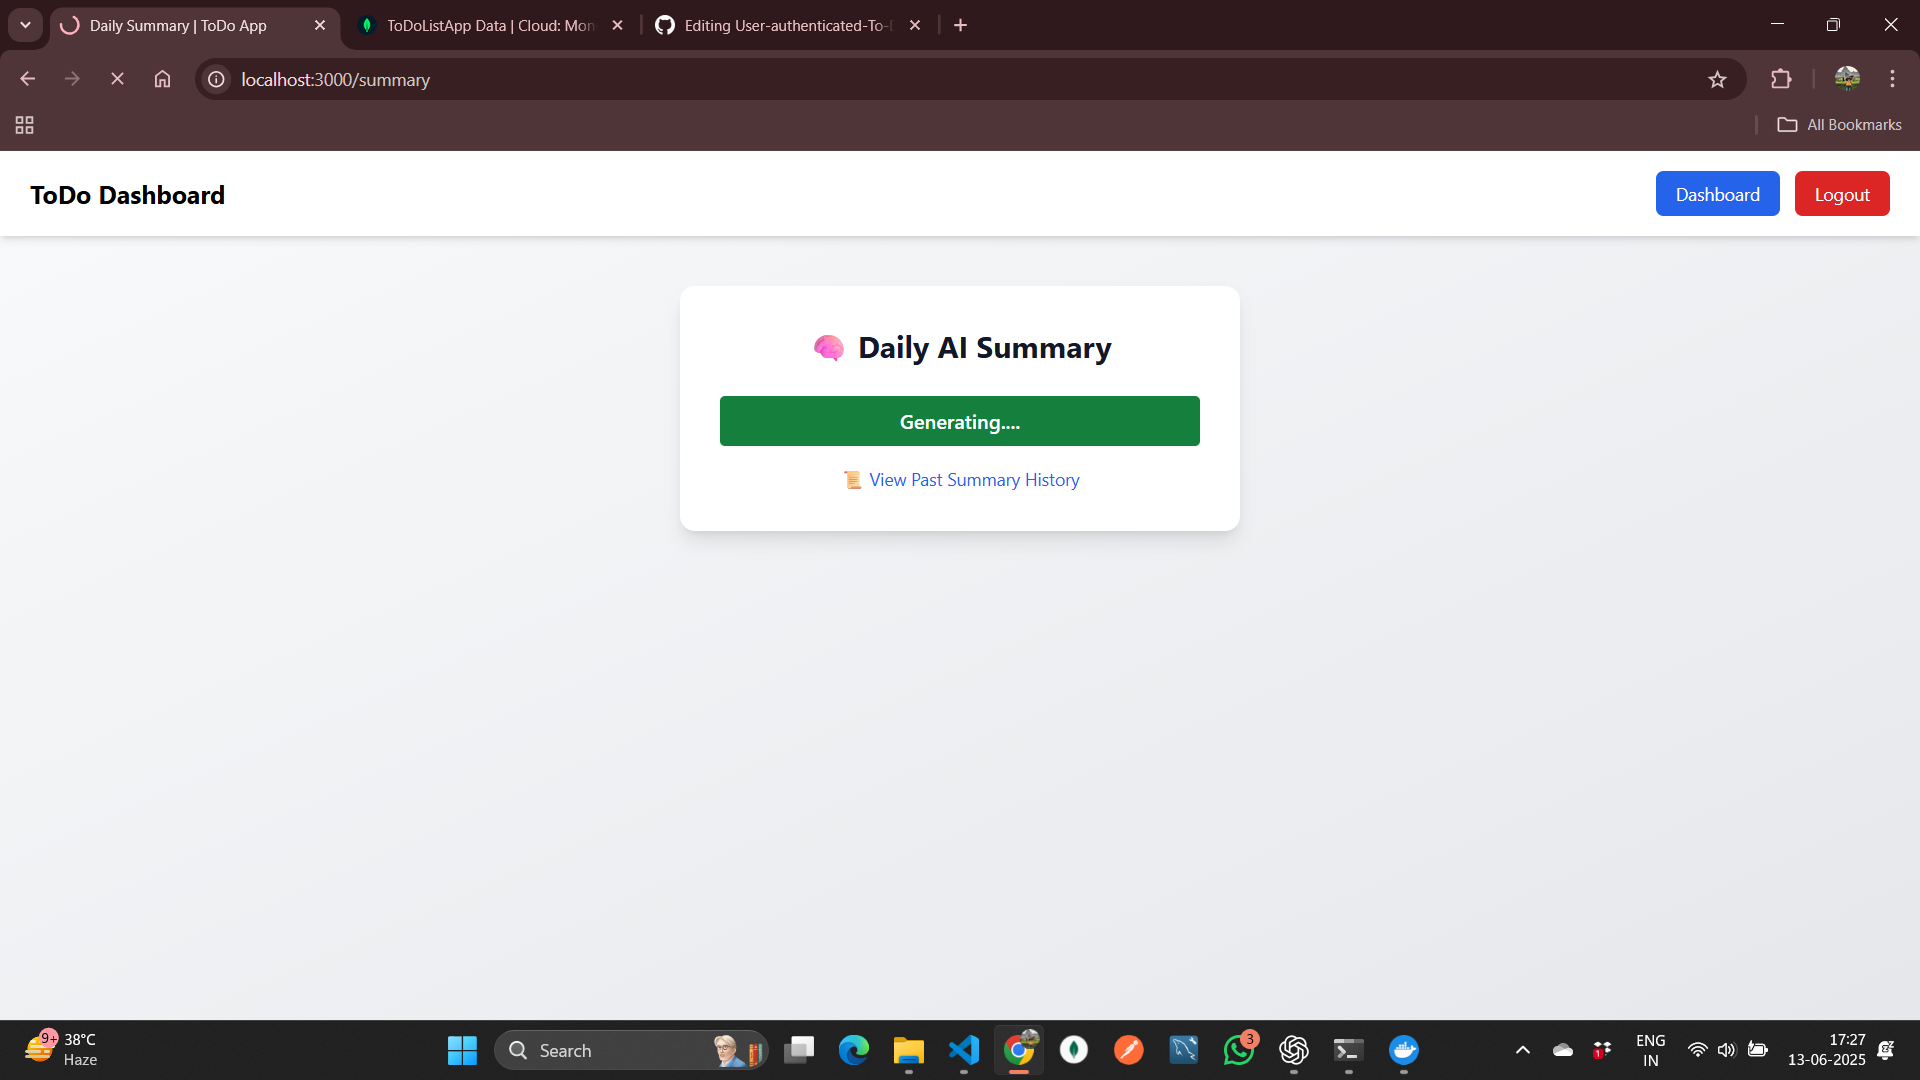 Daily Summary | ToDo App
ToDoListApp Data | Cloud: Mon
Editing User-authenticated-To-
localhost:3000/summary
All Bookmarks
ToDo Dashboard
Dashboard
Logout
Daily AI Summary
Generating....
View Past Summary History
9+
38°C
Haze
Search
3
1
ENG
IN
17:27
13-06-2025